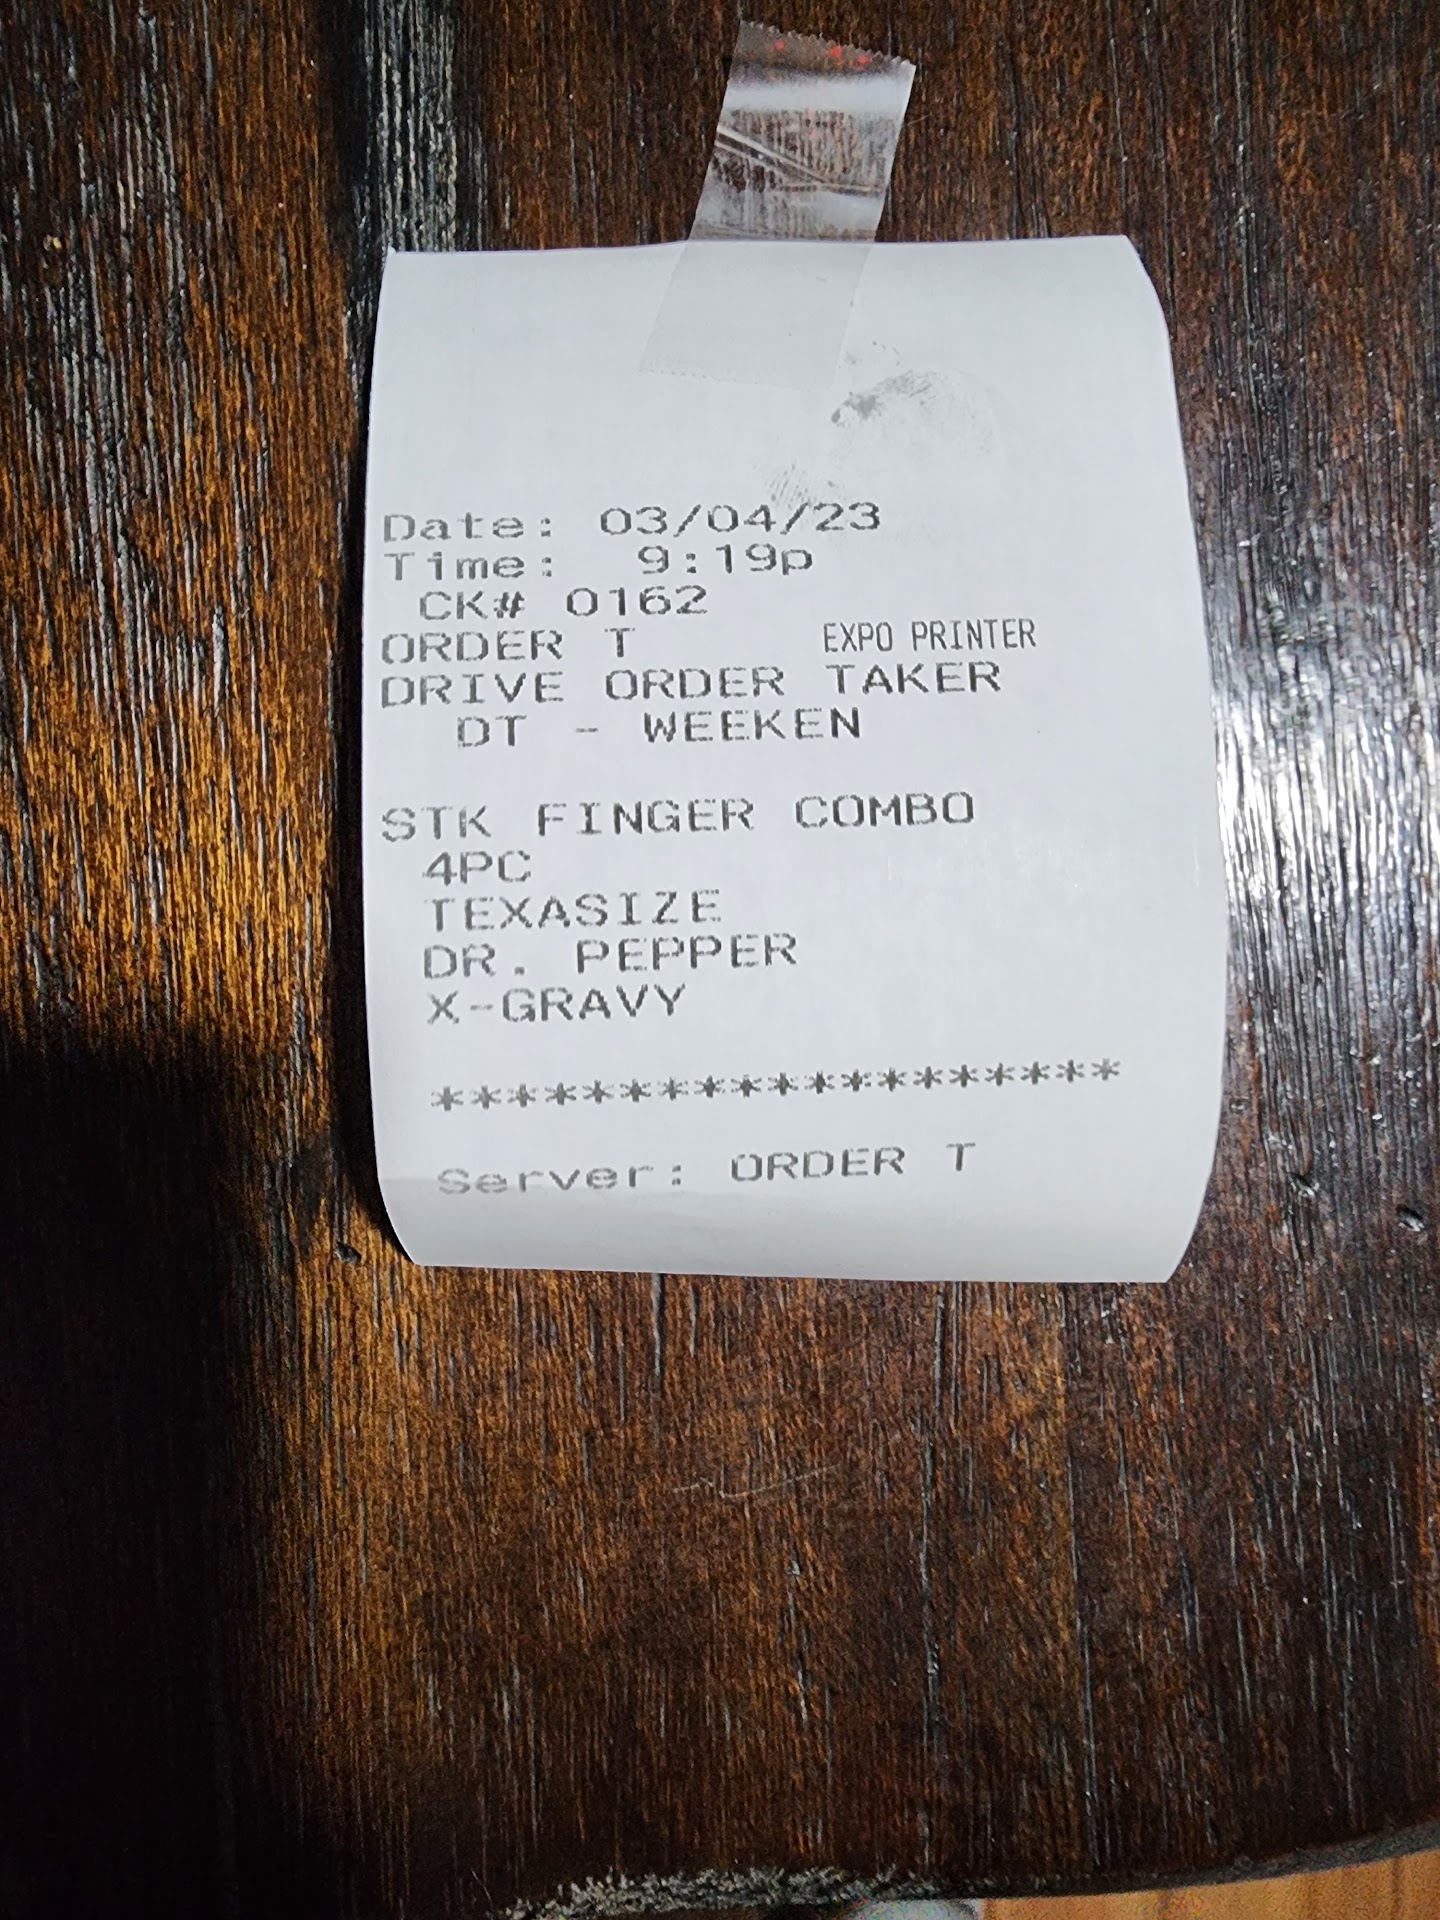 Date: 03/04/23
Time: 9:19p
CK# 0162
ORDER T EXPO PRINTER
DRIVE ORDER TAKER
DT - WEEKEN
STK FINGER COMBO
4PC
TEXASIZE
DR. PEPPER
X-GRAVY
*******************
Server: ORDER T